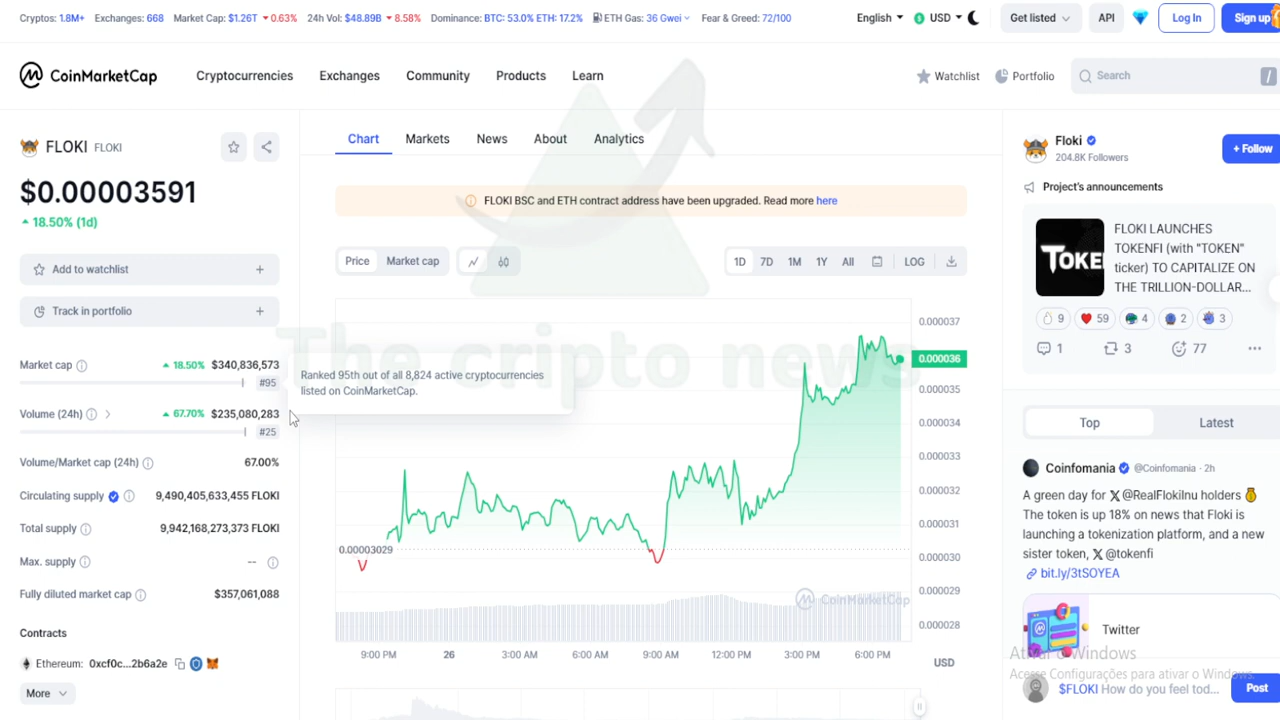 Cryptos: 1.8M+ Exchanges: 668 Market Cap: $1.26T 0.63% 24h Vol: $48.89B 8.58% Dominance: BTC: 53.0% ETH: 17.2% ETH Gas: 36 Gwei Fear & Greed: 72/100
English USD Get listed API Log In Sign up
CoinMarketCap Cryptocurrencies Exchanges Community Products Learn Watchlist Portfolio Search /
FLOKI FLOKI
$0.00003591
18.50% (1d)
Add to watchlist +
Track in portfolio +
Market cap 18.50% $340,836,573
#95
Ranked 95th out of all 8,824 active cryptocurrencies
listed on CoinMarketCap.
Volume (24h) 67.70% $235,080,283
#25
Volume/Market cap (24h) 67.00%
Circulating supply 9,490,405,633,455 FLOKI
Total supply 9,942,168,273,373 FLOKI
Max. supply --
Fully diluted market cap $357,061,088
Contracts
Ethereum: 0xcf0c...2b6a2e
More
Chart Markets News About Analytics
FLOKI BSC and ETH contract address have been upgraded. Read more here
Price Market cap 1D 7D 1M 1Y All LOG
The cripto news
0.000037
0.000036
0.000035
0.000034
0.000033
0.000032
0.000031
0.000030
0.000029
0.000028
0.00003029
CoinMarketCap
9:00 PM 26 3:00 AM 6:00 AM 9:00 AM 12:00 PM 3:00 PM 6:00 PM USD
Floki
204.8K Followers
+ Follow
Project's announcements
TOKE
FLOKI LAUNCHES
TOKENFI (with "TOKEN"
ticker) TO CAPITALIZE ON
THE TRILLION-DOLLAR...
9 59 4 2 3
1 3 77 ...
Top Latest
Coinfomania @Coinfomania · 2h
A green day for X @RealFlokiInu holders
The token is up 18% on news that Floki is
launching a tokenization platform, and a new
sister token, X @tokenfi
bit.ly/3tSOYEA
Twitter
Ativar o Windows
Acesse Configurações para ativar o Windows.
$FLOKI How do you feel tod... Post